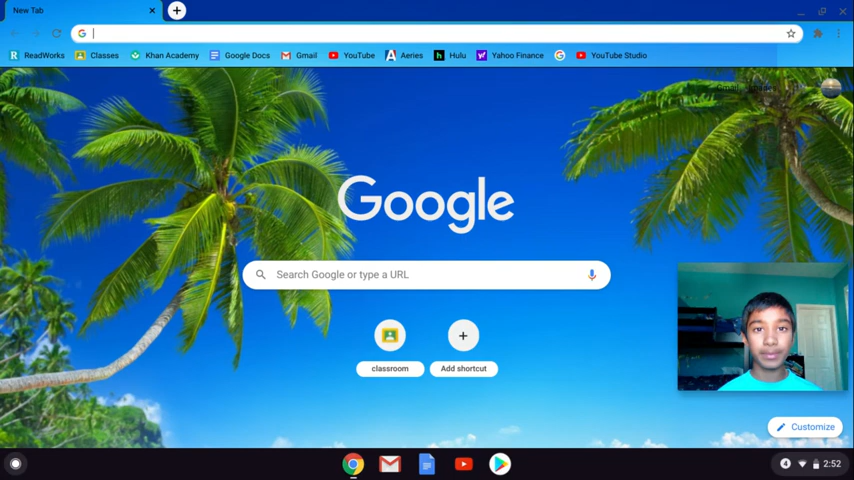 New Tab
ReadWorks Classes Khan Academy Google Docs Gmail YouTube Aeries Hulu Yahoo Finance YouTube Studio
Google
Search Google or type a URL
classroom Add shortcut
Customize
4 2:52